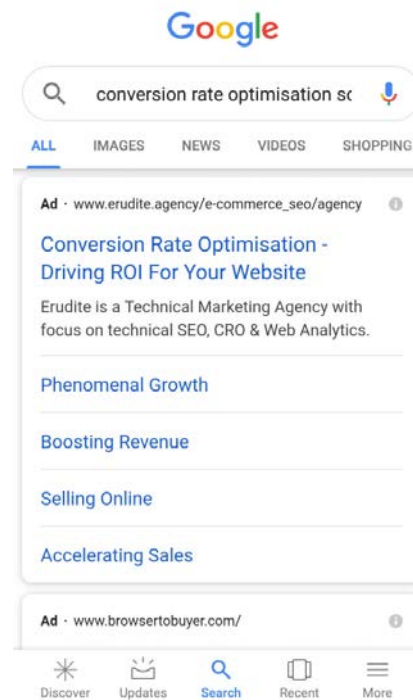 Google
conversion rate optimisation sc
ALL IMAGES NEWS VIDEOS SHOPPING
Ad · www.erudite.agency/e-commerce_seo/agency
Conversion Rate Optimisation -
Driving ROI For Your Website
Erudite is a Technical Marketing Agency with
focus on technical SEO, CRO & Web Analytics.
Phenomenal Growth
Boosting Revenue
Selling Online
Accelerating Sales
Ad · www.browsertobuyer.com/
Discover Updates Search Recent More